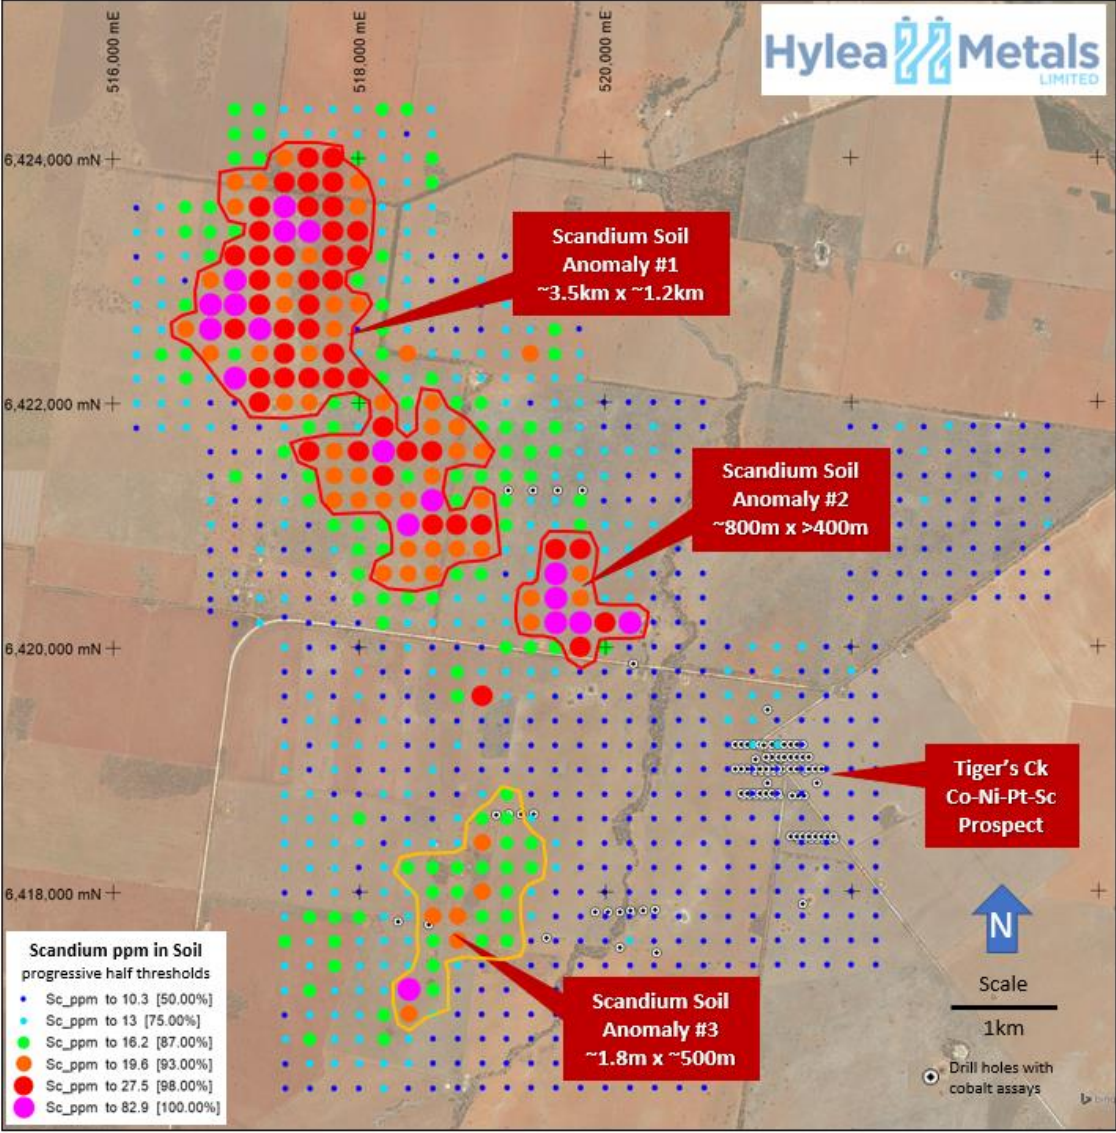 516,000 mE
518,000 mE
520,000 mE
Hylea Metals
LIMITED
6,424,000 mN
Scandium Soil
Anomaly #1
~3.5km x ~1.2km
6,422,000 mN
Scandium Soil
Anomaly #2
~800m x >400m
6,420,000 mN
Tiger's Ck
Co-Ni-Pt-Sc
Prospect
6,418,000 mN
N
Scale
1km
Scandium Soil
Anomaly #3
~1.8m x ~500m
Drill holes with
cobalt assays
bing
Scandium ppm in Soil
progressive half thresholds
Sc_ppm to 10.3 [50.00%]
Sc_ppm to 13 [75.00%]
Sc_ppm to 16.2 [87.00%]
Sc_ppm to 19.6 [93.00%]
Sc_ppm to 27.5 [98.00%]
Sc_ppm to 82.9 [100.00%]